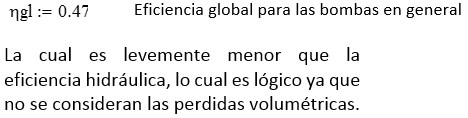 ηgl := 0.47 Eficiencia global para las bombas en general
La cual es levemente menor que la
eficiencia hidráulica, lo cual es lógico ya que
no se consideran las perdidas volumétricas.